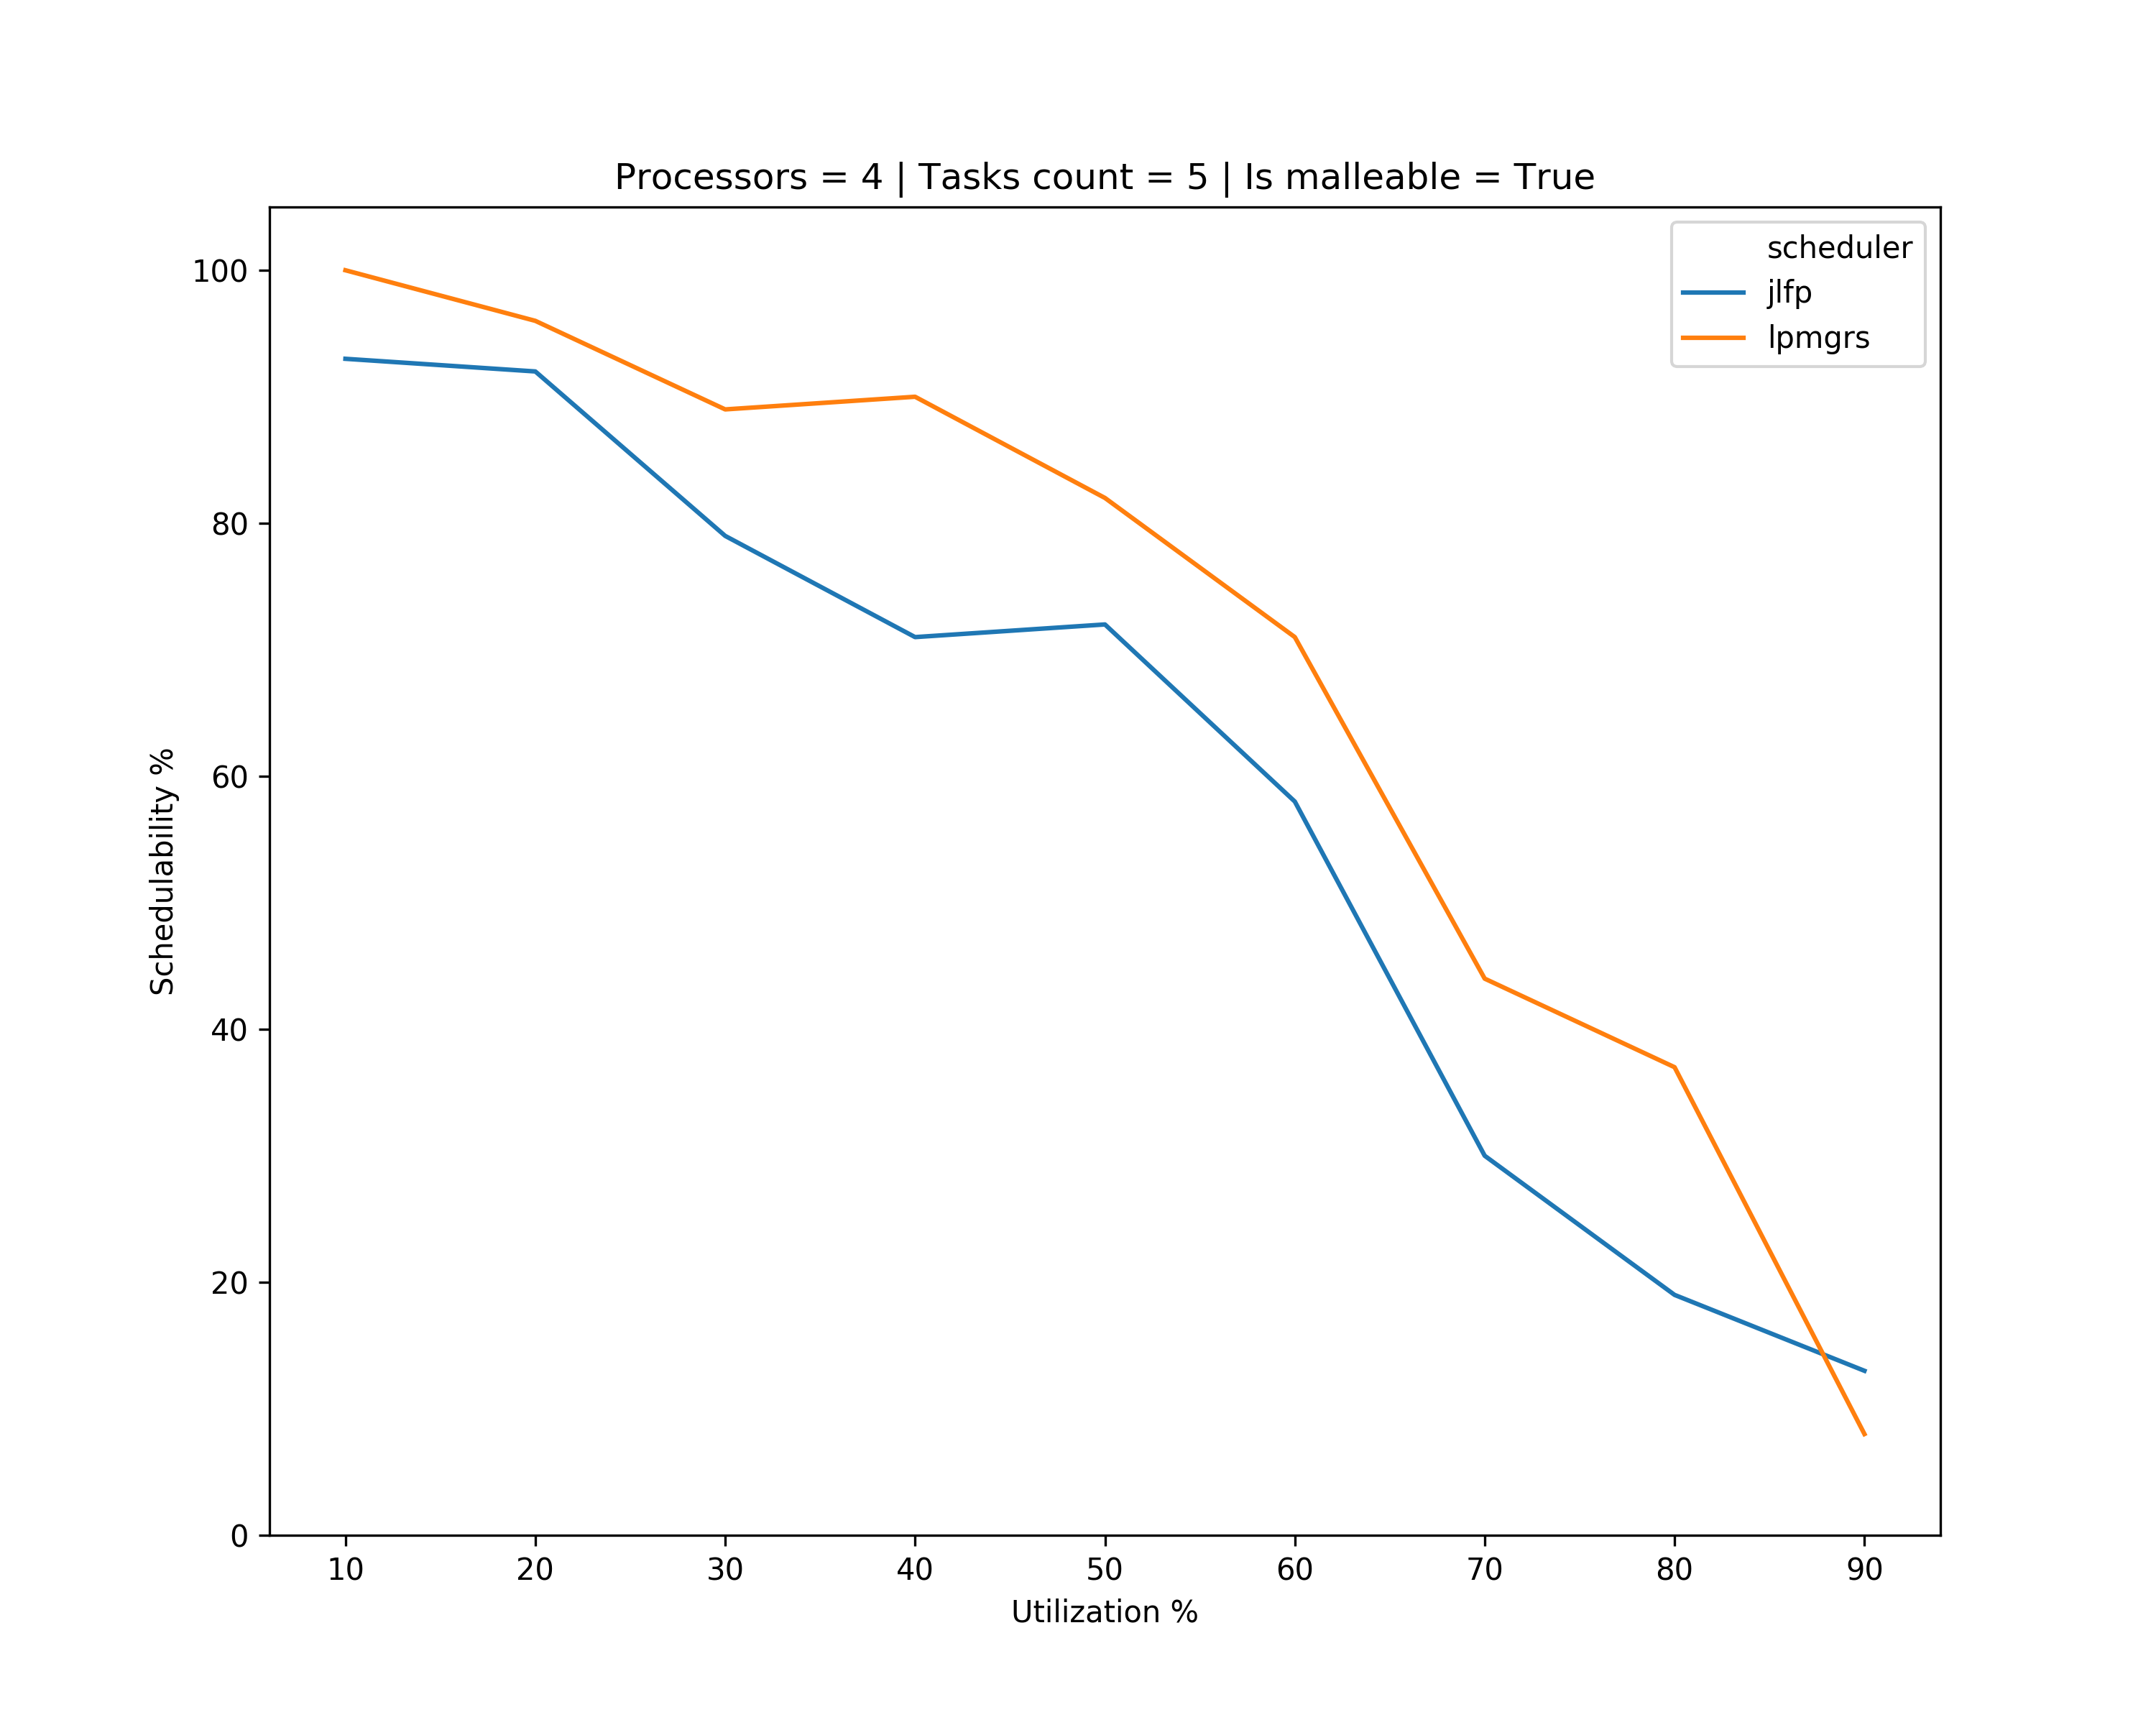 Processors = 4 | Tasks count = 5 | Is malleable = True
scheduler
jlfp
lpmgrs
Schedulability %
100
80
60
40
20
0
10 20 30 40 50 60 70 80 90
Utilization %